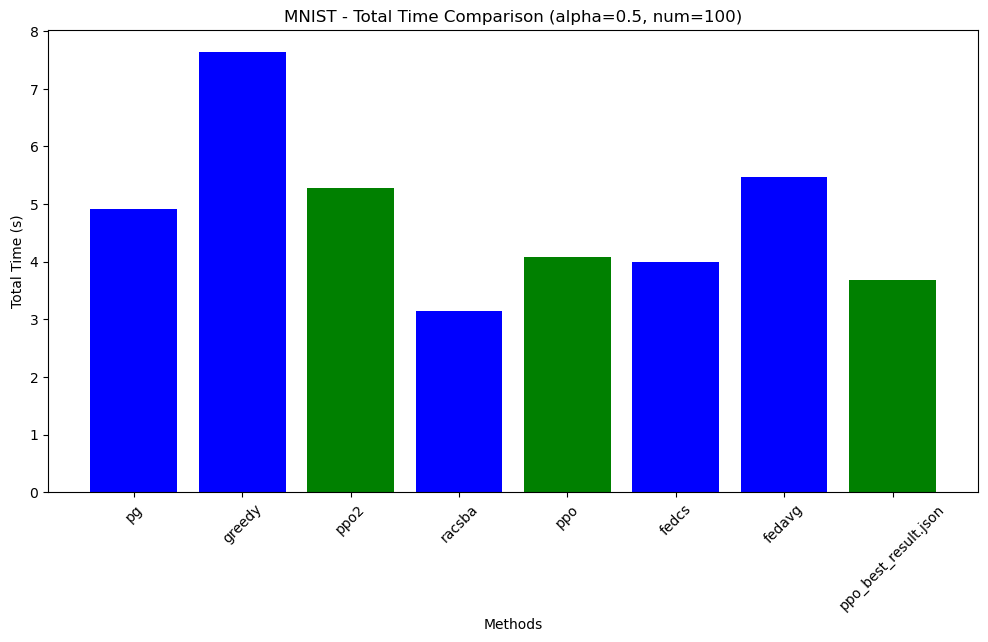 MNIST - Total Time Comparison (alpha=0.5, num=100)
Total Time (s)
8
7
6
5
4
3
2
1
0
pg
greedy
ppo2
racsba
ppo
fedcs
fedavg
ppo_best_result.json
Methods